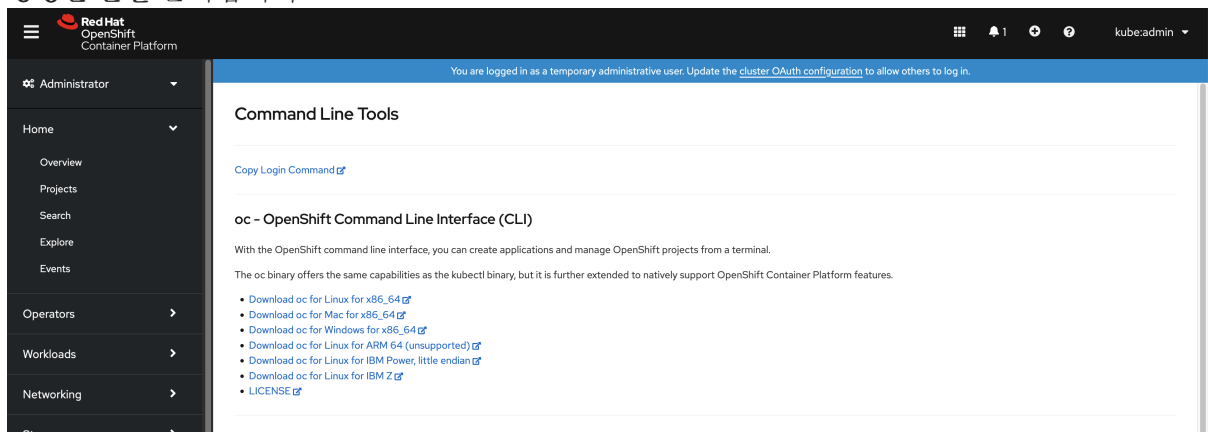 Red Hat
OpenShift
Container Platform
1
kube:admin
Administrator
You are logged in as a temporary administrative user. Update the cluster OAuth configuration to allow others to log in.
Home
Overview
Projects
Search
Explore
Events
Operators
Workloads
Networking
Command Line Tools
Copy Login Command
oc - OpenShift Command Line Interface (CLI)
With the OpenShift command line interface, you can create applications and manage OpenShift projects from a terminal.
The oc binary offers the same capabilities as the kubectl binary, but it is further extended to natively support OpenShift Container Platform features.
• Download oc for Linux for x86_64
• Download oc for Mac for x86_64
• Download oc for Windows for x86_64
• Download oc for Linux for ARM 64 (unsupported)
• Download oc for Linux for IBM Power, little endian
• Download oc for Linux for IBM Z
• LICENSE